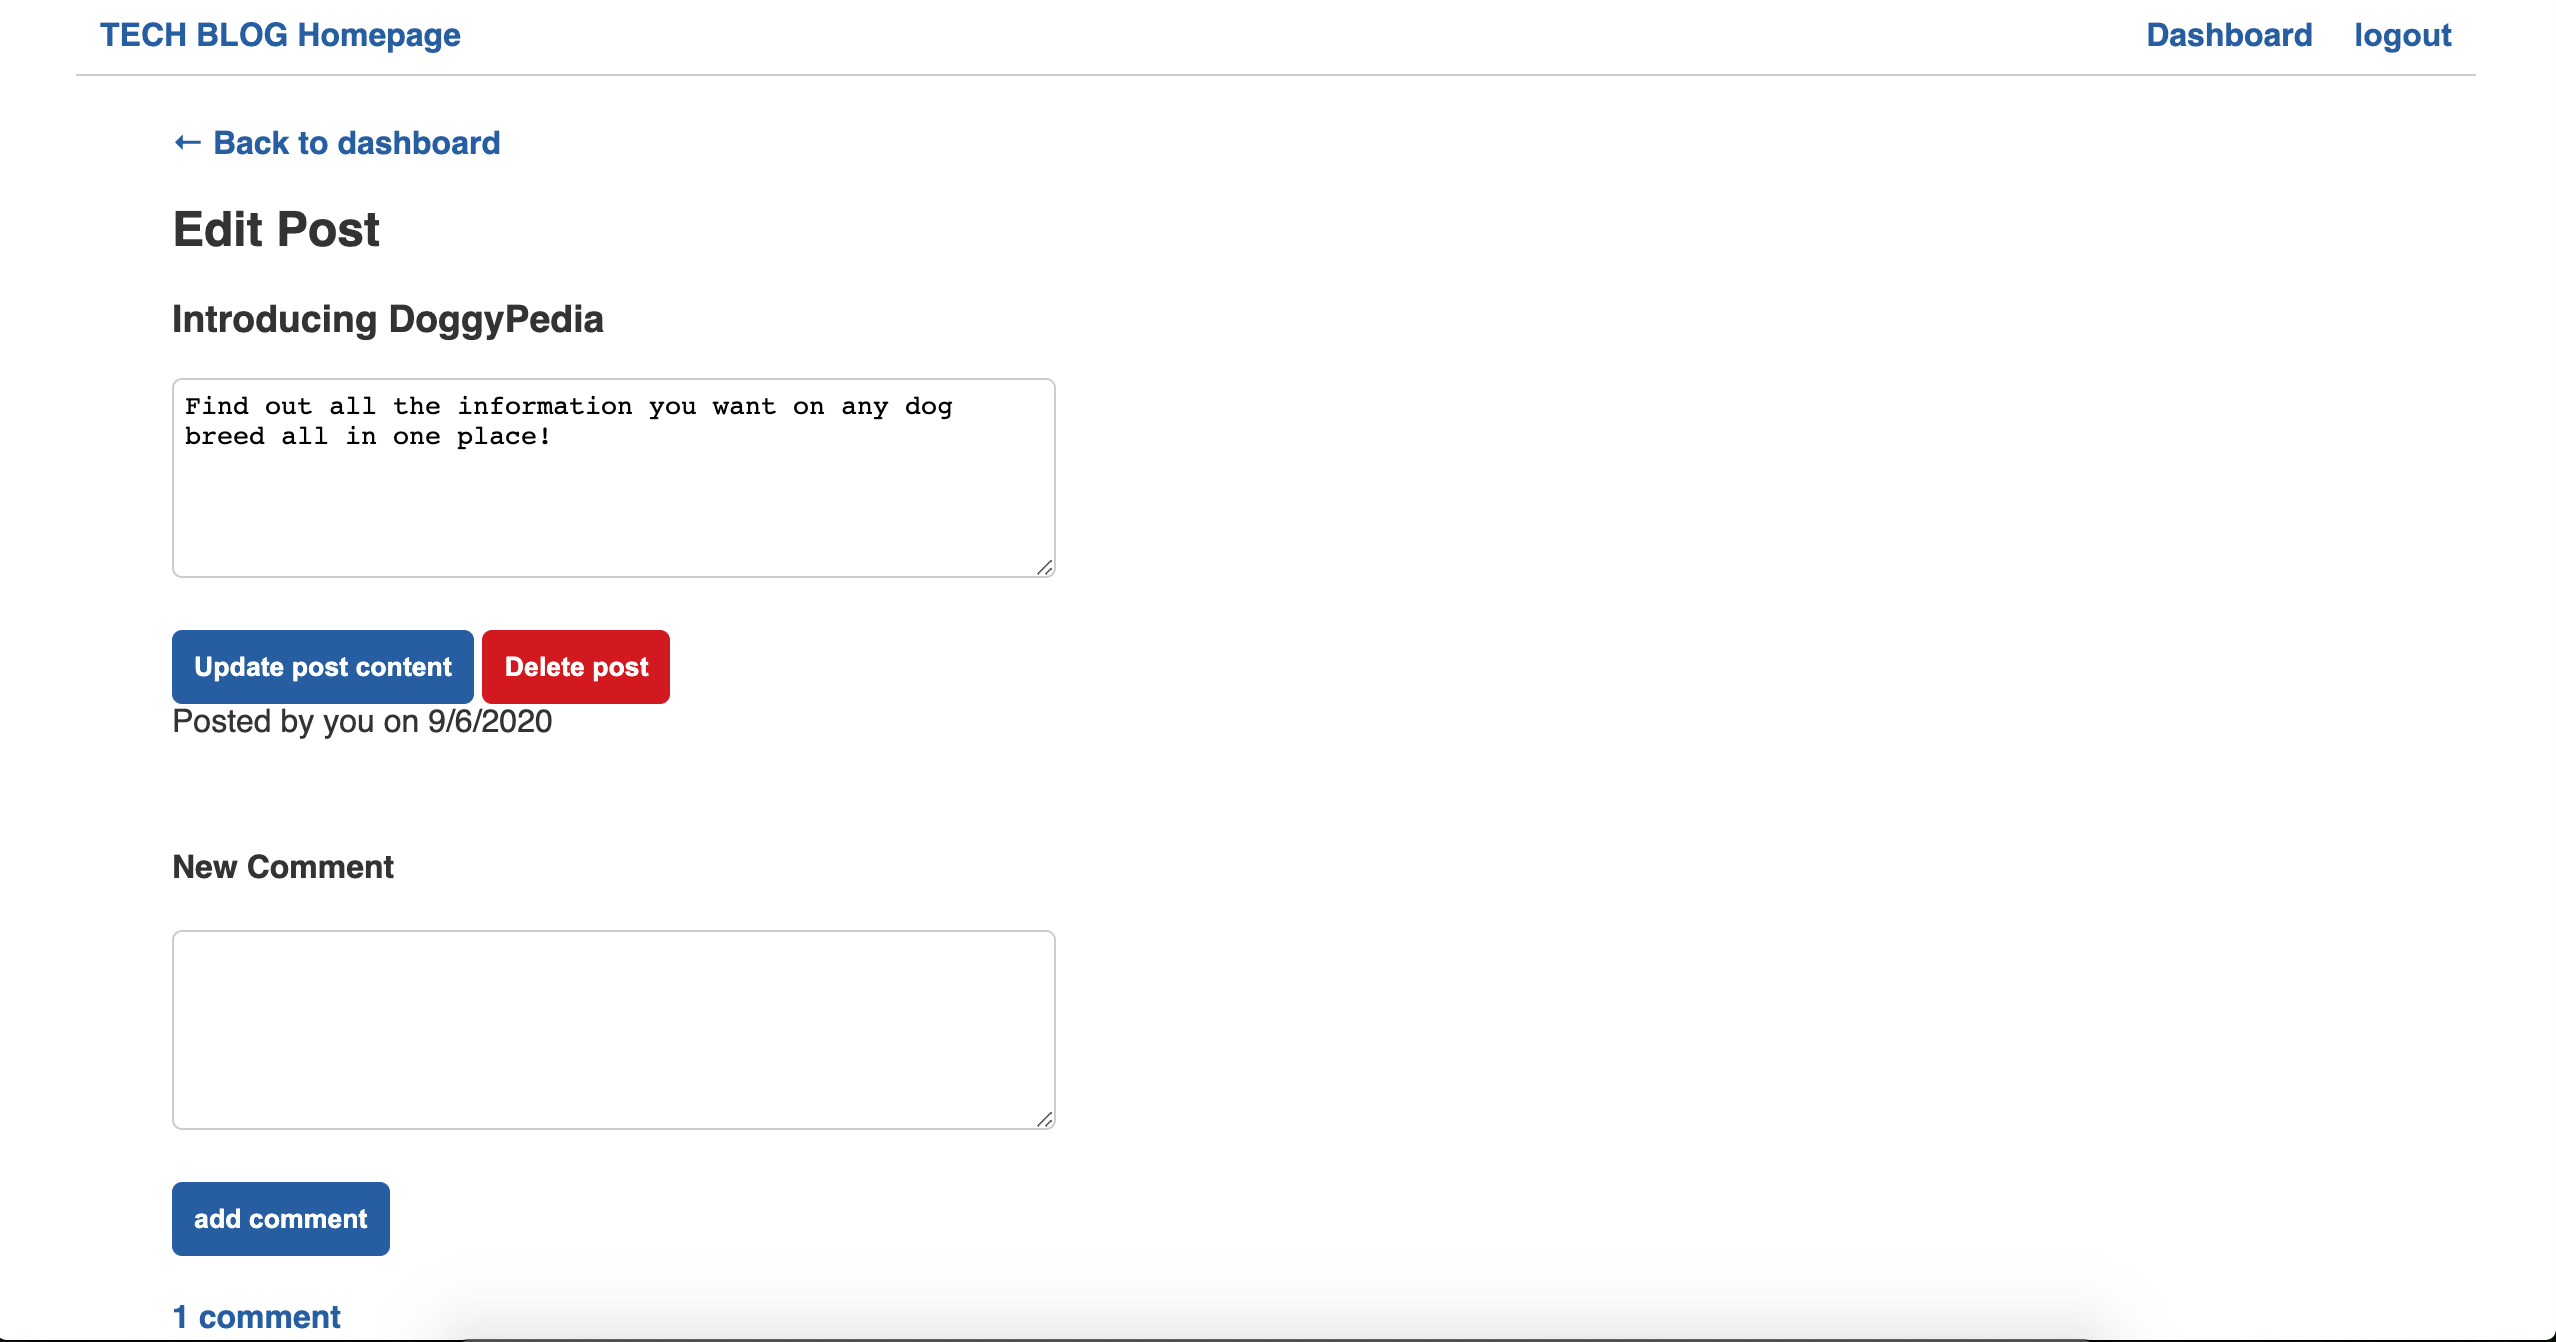 TECH BLOG Homepage
Dashboard logout
← Back to dashboard
Edit Post
Introducing DoggyPedia
Find out all the information you want on any dog
breed all in one place!
Update post content Delete post
Posted by you on 9/6/2020
New Comment
add comment
1 comment